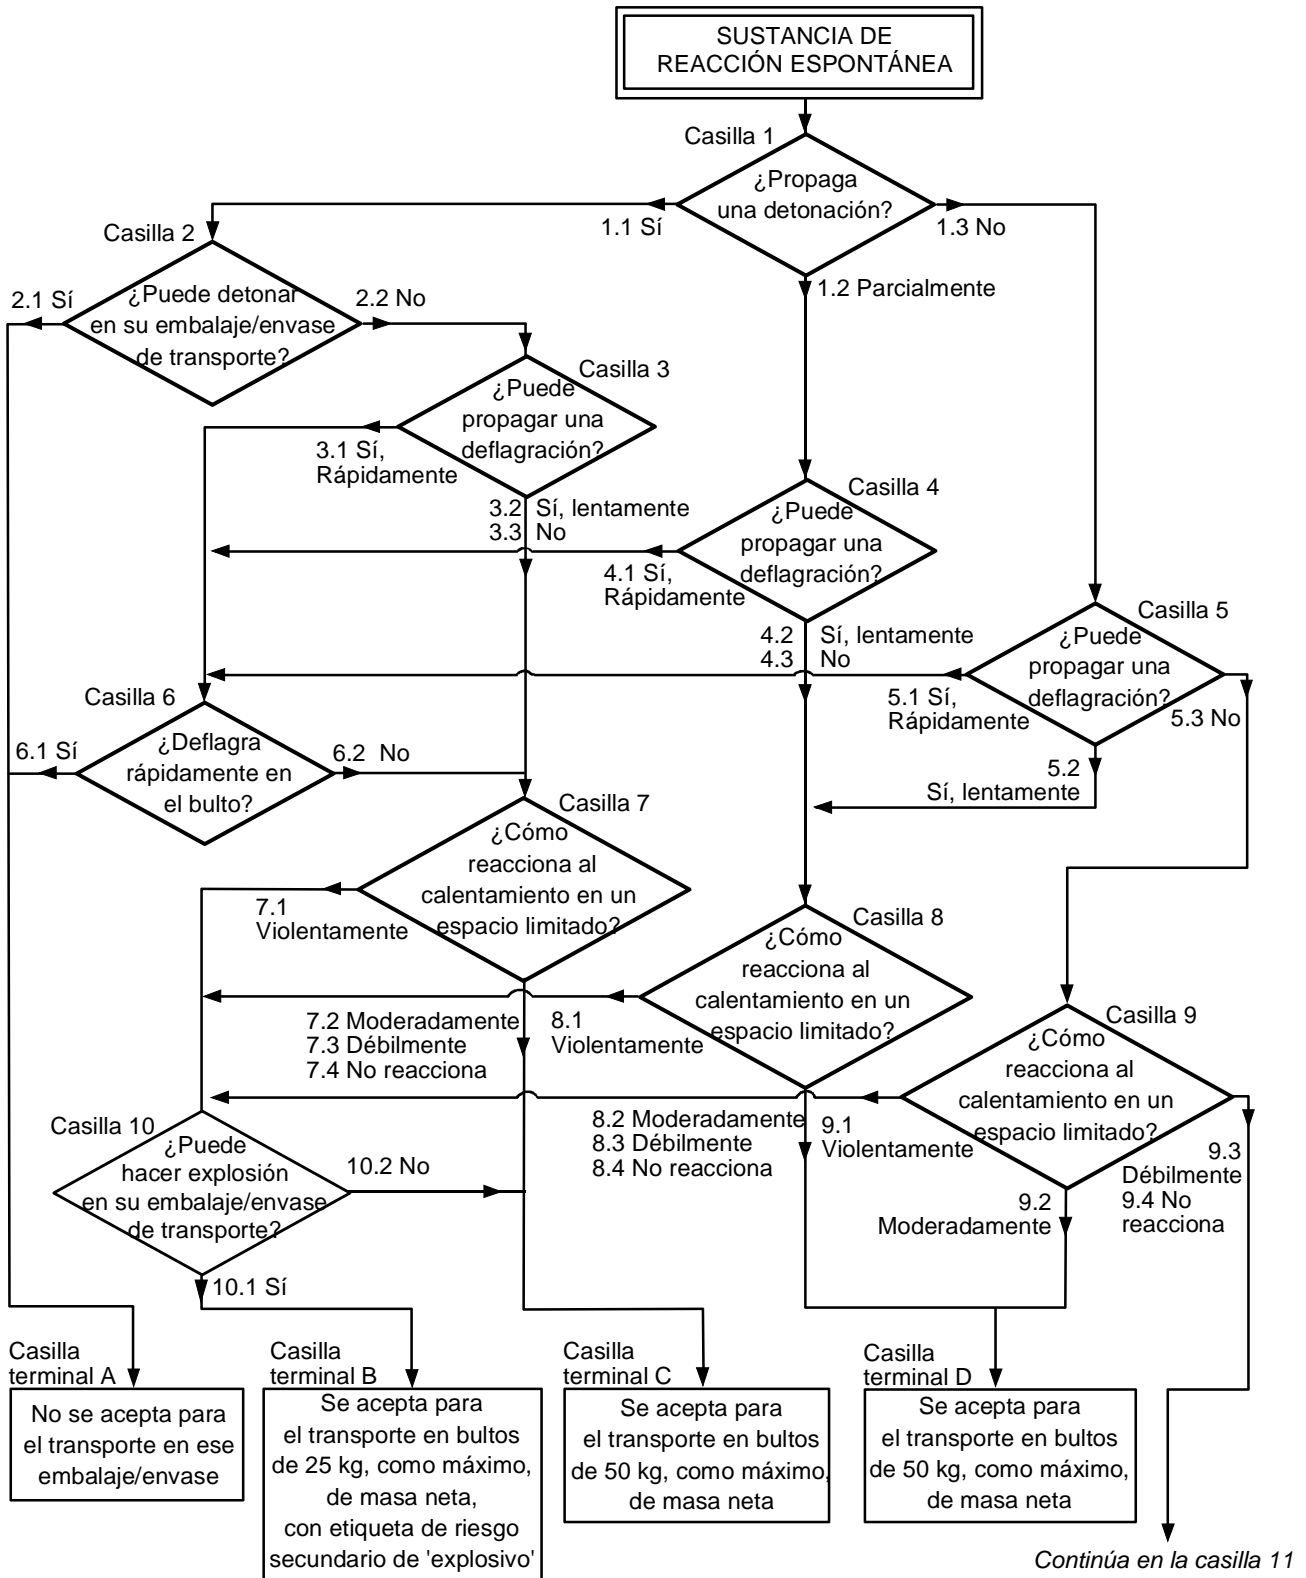 SUSTANCIA DE
REACCIÓN ESPONTÁNEA
Casilla 1
¿Propaga
una detonación?
1.1 Sí
1.3 No
1.2 Parcialmente
Casilla 2
¿Puede detonar
en su embalaje/envase
de transporte?
2.1 Sí
2.2 No
Casilla 3
¿Puede
propagar una
deflagración?
3.1 Sí,
Rápidamente
3.2 Sí, lentamente
3.3 No
Casilla 4
¿Puede
propagar una
deflagración?
4.1 Sí,
Rápidamente
4.2 Sí, lentamente
4.3 No
Casilla 5
¿Puede
propagar una
deflagración?
5.1 Sí,
Rápidamente
5.3 No
5.2
Sí, lentamente
Casilla 6
¿Deflagra
rápidamente en
el bulto?
6.1 Sí
6.2 No
Casilla 7
¿Cómo
reacciona al
calentamiento en un
espacio limitado?
7.1
Violentamente
7.2 Moderadamente
7.3 Débilmente
7.4 No reacciona
Casilla 8
¿Cómo
reacciona al
calentamiento en un
espacio limitado?
8.1
Violentamente
8.2 Moderadamente
8.3 Débilmente
8.4 No reacciona
Casilla 9
¿Cómo
reacciona al
calentamiento en un
espacio limitado?
9.1
Violentamente
9.2
Moderadamente
9.3
Débilmente
9.4 No
reacciona
Casilla 10
¿Puede
hacer explosión
en su embalaje/envase
de transporte?
10.2 No
10.1 Sí
Casilla
terminal A
No se acepta para
el transporte en ese
embalaje/envase
Casilla
terminal B
Se acepta para
el transporte en bultos
de 25 kg, como máximo,
de masa neta,
con etiqueta de riesgo
secundario de 'explosivo'
Casilla
terminal C
Se acepta para
el transporte en bultos
de 50 kg, como máximo,
de masa neta
Casilla
terminal D
Se acepta para
el transporte en bultos
de 50 kg, como máximo,
de masa neta
Continúa en la casilla 11